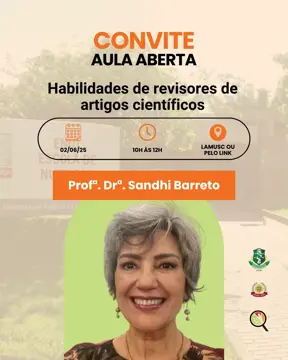 CONVITE
AULA ABERTA
Habilidades de revisores de
artigos científicos
02/06/25
10H ÀS 12H
LAMUSC OU
PELO LINK
Profª. Drª. Sandhi Barreto